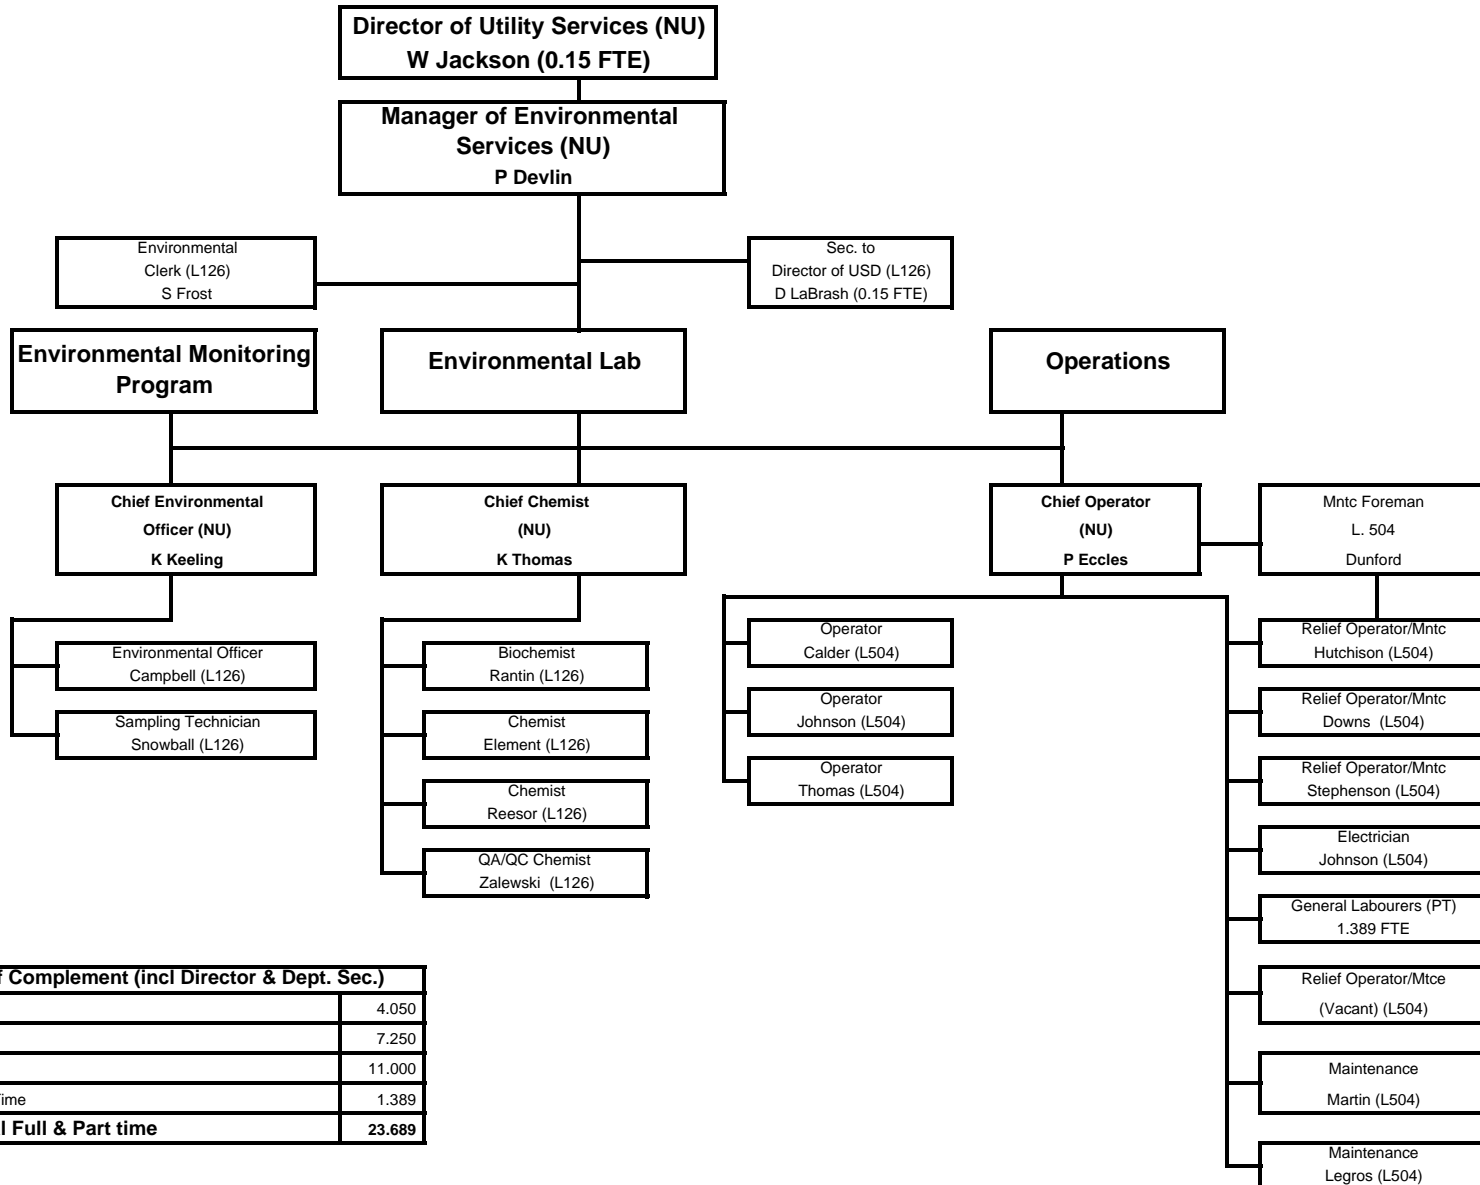 Director of Utility Services (NU)
W Jackson (0.15 FTE)
Manager of Environmental
Services (NU)
P Devlin
Environmental
Clerk (L126)
S Frost
Sec. to
Director of USD (L126)
D LaBrash (0.15 FTE)
Environmental Monitoring
Program
Environmental Lab
Operations
Chief Environmental
Officer (NU)
K Keeling
Chief Chemist
(NU)
K Thomas
Chief Operator
(NU)
P Eccles
Mntc Foreman
L. 504
Dunford
Environmental Officer
Campbell (L126)
Sampling Technician
Snowball (L126)
Biochemist
Rantin (L126)
Chemist
Element (L126)
Chemist
Reesor (L126)
QA/QC Chemist
Zalewski (L126)
Operator
Calder (L504)
Operator
Johnson (L504)
Operator
Thomas (L504)
Relief Operator/Mntc
Hutchison (L504)
Relief Operator/Mntc
Downs (L504)
Relief Operator/Mntc
Stephenson (L504)
Electrician
Johnson (L504)
General Labourers (PT)
1.389 FTE
Relief Operator/Mtce
(Vacant) (L504)
Maintenance
Martin (L504)
Maintenance
Legros (L504)
Complement (incl Director & Dept. Sec.)
4.050
7.250
11.000
1.389
Full & Part time 23.689